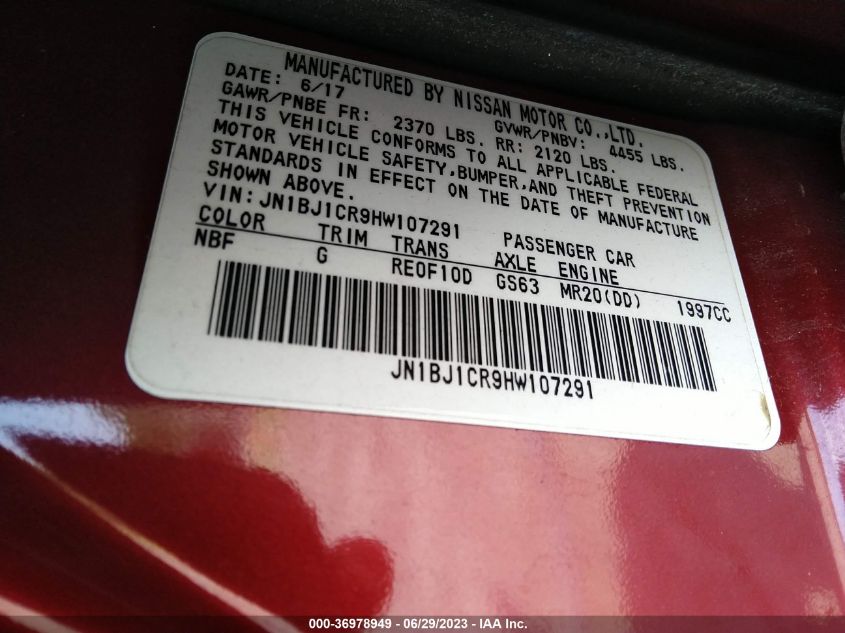 MANUFACTURED BY NISSAN MOTOR CO.,LTD.
DATE: 6/17 GVWR/PNBV: 4455 LBS.
GAWR/PNBE FR: 2370 LBS. RR: 2120 LBS.
THIS VEHICLE CONFORMS TO ALL APPLICABLE FEDERAL
MOTOR VEHICLE SAFETY,BUMPER,AND THEFT PREVENTION
STANDARDS IN EFFECT ON THE DATE OF MANUFACTURE
SHOWN ABOVE.
VIN:JN1BJ1CR9HW107291 PASSENGER CAR
COLOR TRIM TRANS AXLE ENGINE
NBF G RE0F10D GS63 MR20(DD) 1997CC
JN1BJ1CR9HW107291
000-36978949 - 06/29/2023 - IAA Inc.